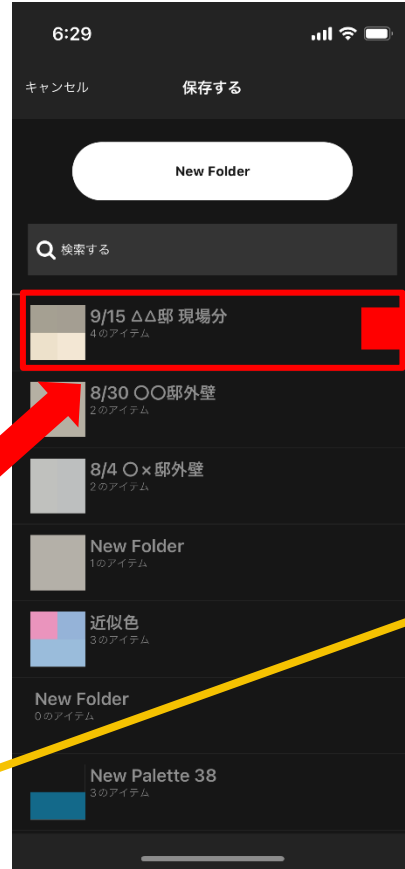 6:29
キャンセル 保存する
New Folder
検索する
9/15 △△邸 現場分
4のアイテム
8/30 〇〇邸外壁
2のアイテム
8/4 〇×邸外壁
2のアイテム
New Folder
1のアイテム
近似色
3のアイテム
New Folder
0のアイテム
New Palette 38
3のアイテム